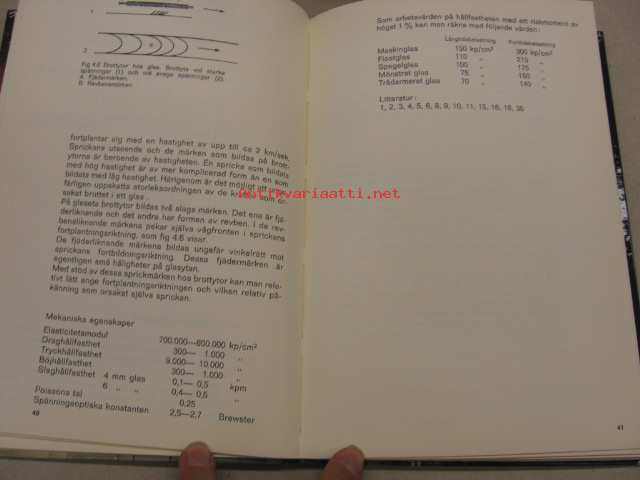 2
Fig 4.6 Brottytor hos glas. Brottyta vid starka
spänningar (1) och vid svaga spänningar (2).
A. Fjädermärken.
B. Revbensmärken.
fortplantar sig med en hastighet av upp till ca 2 km/sek.
Sprickans utseende och de märken som bildas på brott-
ytorna är beroende av hastigheten. En spricka som bildats
med hög hastighet är av mer komplicerad form än en som
bildats med låg hastighet. Härigenom är det möjligt att
färligen uppskatta storleksordningen av de krafter som or-
sakat brottet i ett glas.
På glasets brottytor bildas två slags märken. Det ena är fjä-
derliknande och det andra har formen av revben. I de rev-
bensliknande märkena pekar själva vågfronten i sprickans
fortplantningsriktning, som fig 4.6 visar.
De fjäderliknande märkena bildas ungefär vinkelrätt mot
sprickans fortbildningsriktning. Dessa fjädermärken är
egentligen små håligheter på glasytan.
Med stöd av dessa sprickmärken hos brottytor kan man rela-
tivt lätt ange fortplantningsriktningen och vilken relativ på-
känning som orsakat själva sprickan.
Mekaniska egenskaper
Elasticitetsmodul 700.000—800.000 kp/cm²
Draghållfasthet 300— 1.000 „
Tryckhållfasthet 9.000— 10.000 „
Böjhållfasthet 300— 1.000 „
Slaghållfasthet 4 mm glas 0,1— 0,5 kpm
6 „ „ 0,4— 0,5 „
Poissons tal 0,25
Spänningsoptiska konstanten 2,5—2,7 Brewster
40
Som arbetsvärden på hållfastheten med ett riskmoment av
högst 1 % kan man räkna med följande värden:
Långtidsbelastning Korttidsbelastning
Maskinglas 150 kp/cm² 300 kp/cm²
Floatglas 110 „ 210 „
Spegelglas 100 „ 175 „
Mönstrat glas 75 „ 150 „
Trådarmerat glas 70 „ 140 „
Litteratur:
1, 2, 3, 4, 5, 6, 8, 9, 10, 11, 15, 16, 18, 35
41
antikvariaatti.net